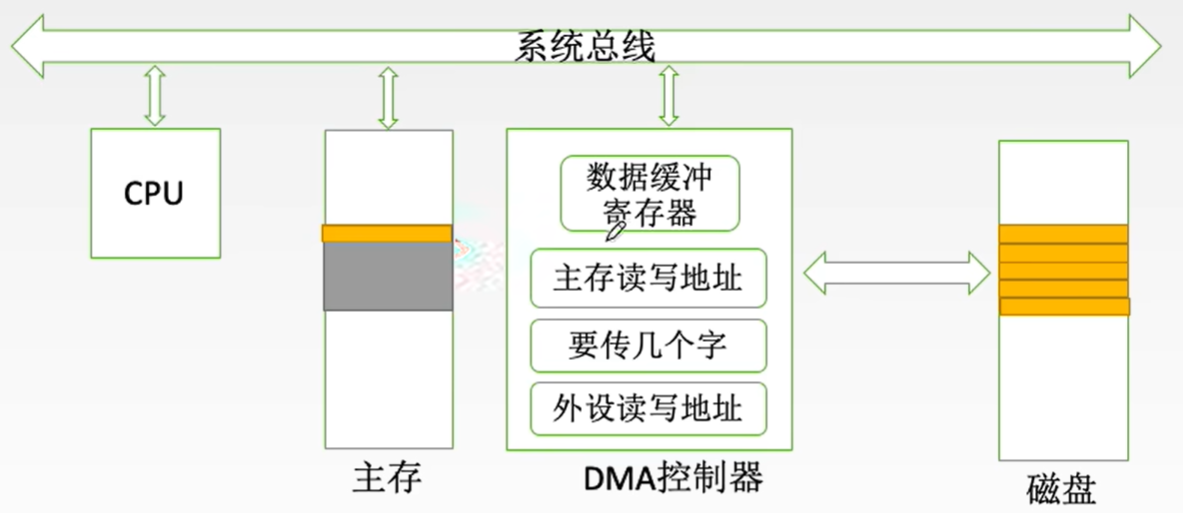 系统总线
CPU
数据缓冲
寄存器
主存读写地址
要传几个字
外设读写地址
主存
DMA控制器
磁盘